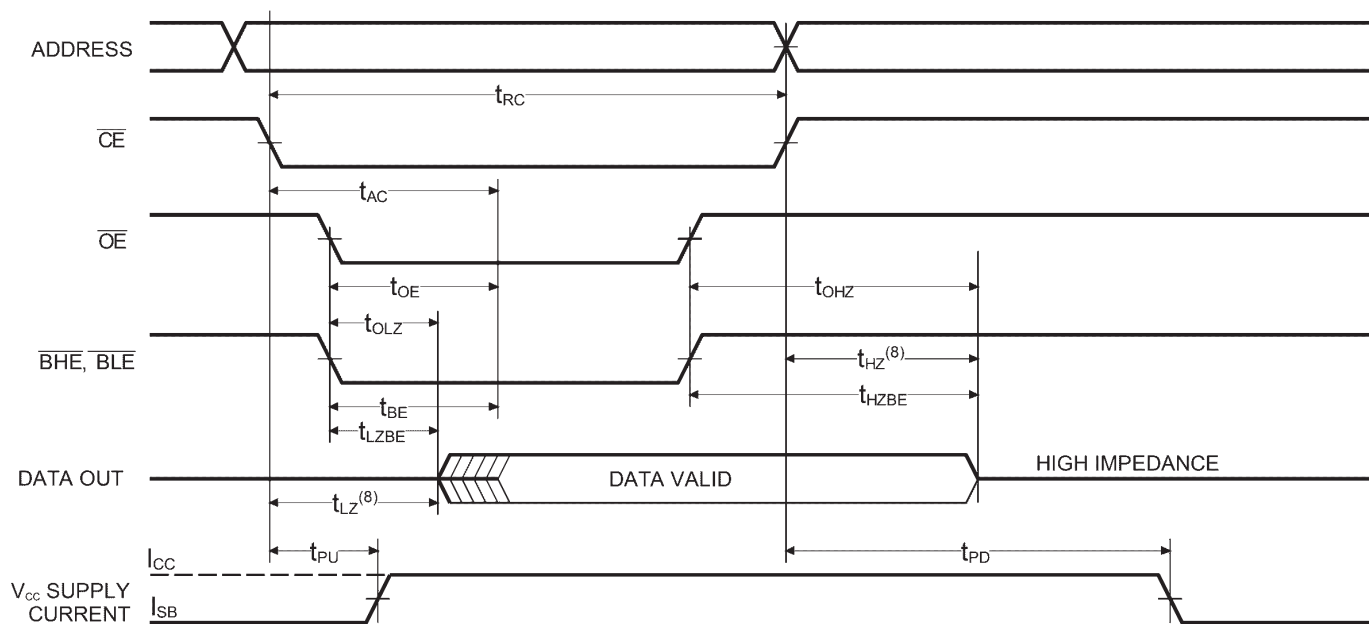 ADDRESS
tRC
CE
tAC
OE
tOE
tOHZ
tOLZ
BHE, BLE
tHZ(8)
tHZBE
tBE
tLZBE
DATA OUT
DATA VALID
HIGH IMPEDANCE
tLZ(8)
tPU
tPD
ICC
VCC SUPPLY
CURRENT
ISB